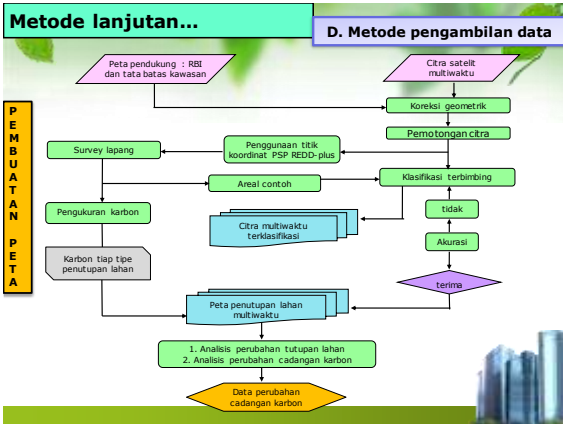 Metode lanjutan...
D. Metode pengambilan data
PEMBUATAN PETA
Peta pendukung : RBI
dan tata batas kawasan
Citra satelit
multiwaktu
Koreksi geometrik
Pemotongan citra
Penggunaan titik
koordinat PSP REDD-plus
Survey lapang
Areal contoh
Klasifikasi terbimbing
Pengukuran karbon
Citra multiwaktu
terklasifikasi
tidak
Akurasi
Karbon tiap tipe
penutupan lahan
terima
Peta penutupan lahan
multiwaktu
1. Analisis perubahan tutupan lahan
2. Analisis perubahan cadangan karbon
Data perubahan
cadangan karbon